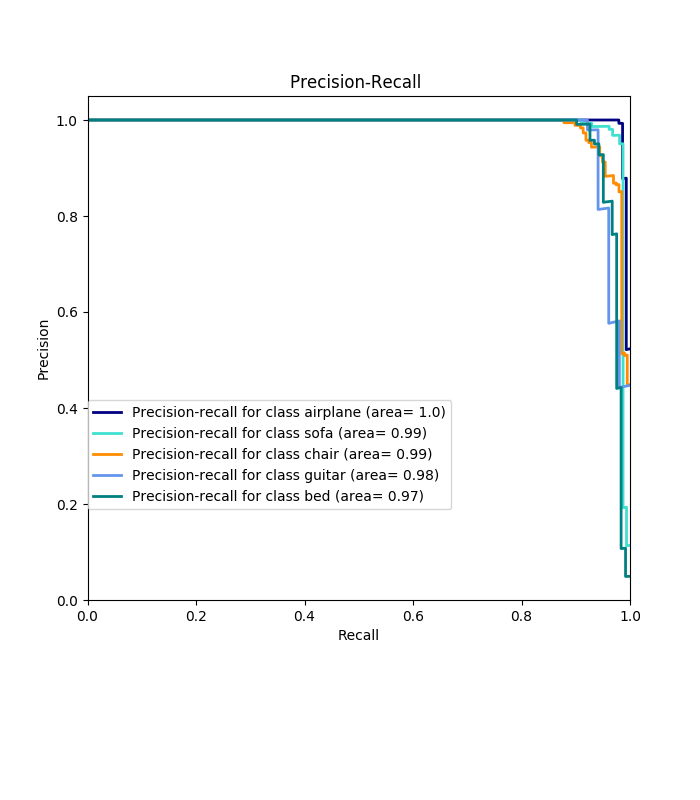 Precision-Recall
1.0
0.8
0.6
0.4
0.2
0.0
Precision
Precision-recall for class airplane (area= 1.0)
Precision-recall for class sofa (area= 0.99)
Precision-recall for class chair (area= 0.99)
Precision-recall for class guitar (area= 0.98)
Precision-recall for class bed (area= 0.97)
0.0 0.2 0.4 0.6 0.8 1.0
Recall